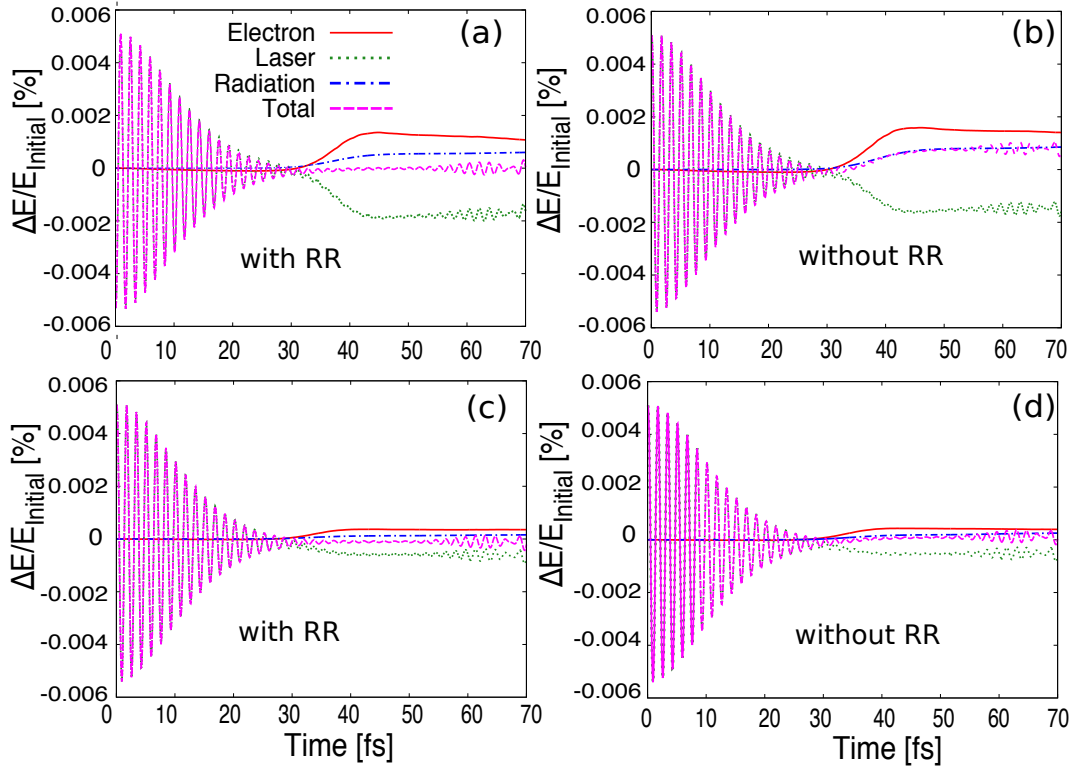 0.006
0.004
0.002
0
-0.002
-0.004
-0.006
ΔE/E_Initial [%]
Electron
Laser
Radiation
Total
(a)
with RR
0 10 20 30 40 50 60 70
0.006
0.004
0.002
0
-0.002
-0.004
-0.006
ΔE/E_Initial [%]
(b)
without RR
0 10 20 30 40 50 60 70
0.006
0.004
0.002
0
-0.002
-0.004
-0.006
ΔE/E_Initial [%]
(c)
with RR
0 10 20 30 40 50 60 70
Time [fs]
0.006
0.004
0.002
0
-0.002
-0.004
-0.006
ΔE/E_Initial [%]
(d)
without RR
0 10 20 30 40 50 60 70
Time [fs]